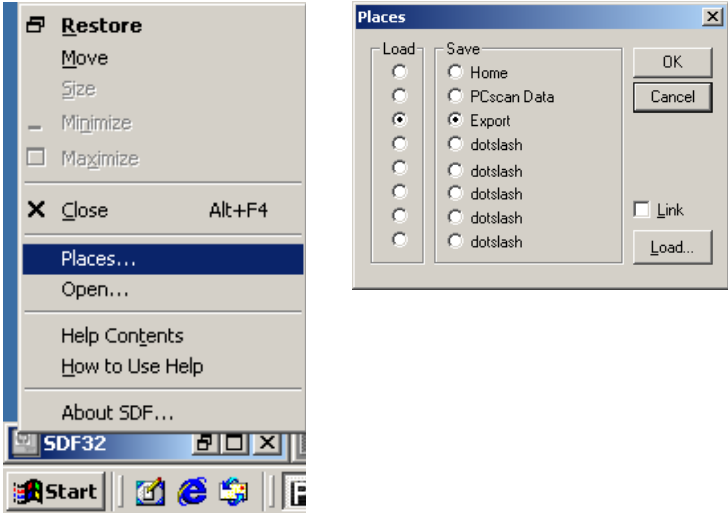 Restore
Move
Size
Minimize
Maximize
Close Alt+F4
Places...
Open...
Help Contents
How to Use Help
About SDF...
SDF32
Start
Places
Load Save
Home
PCscan Data
Export
dotslash
dotslash
dotslash
dotslash
dotslash
OK
Cancel
Link
Load...